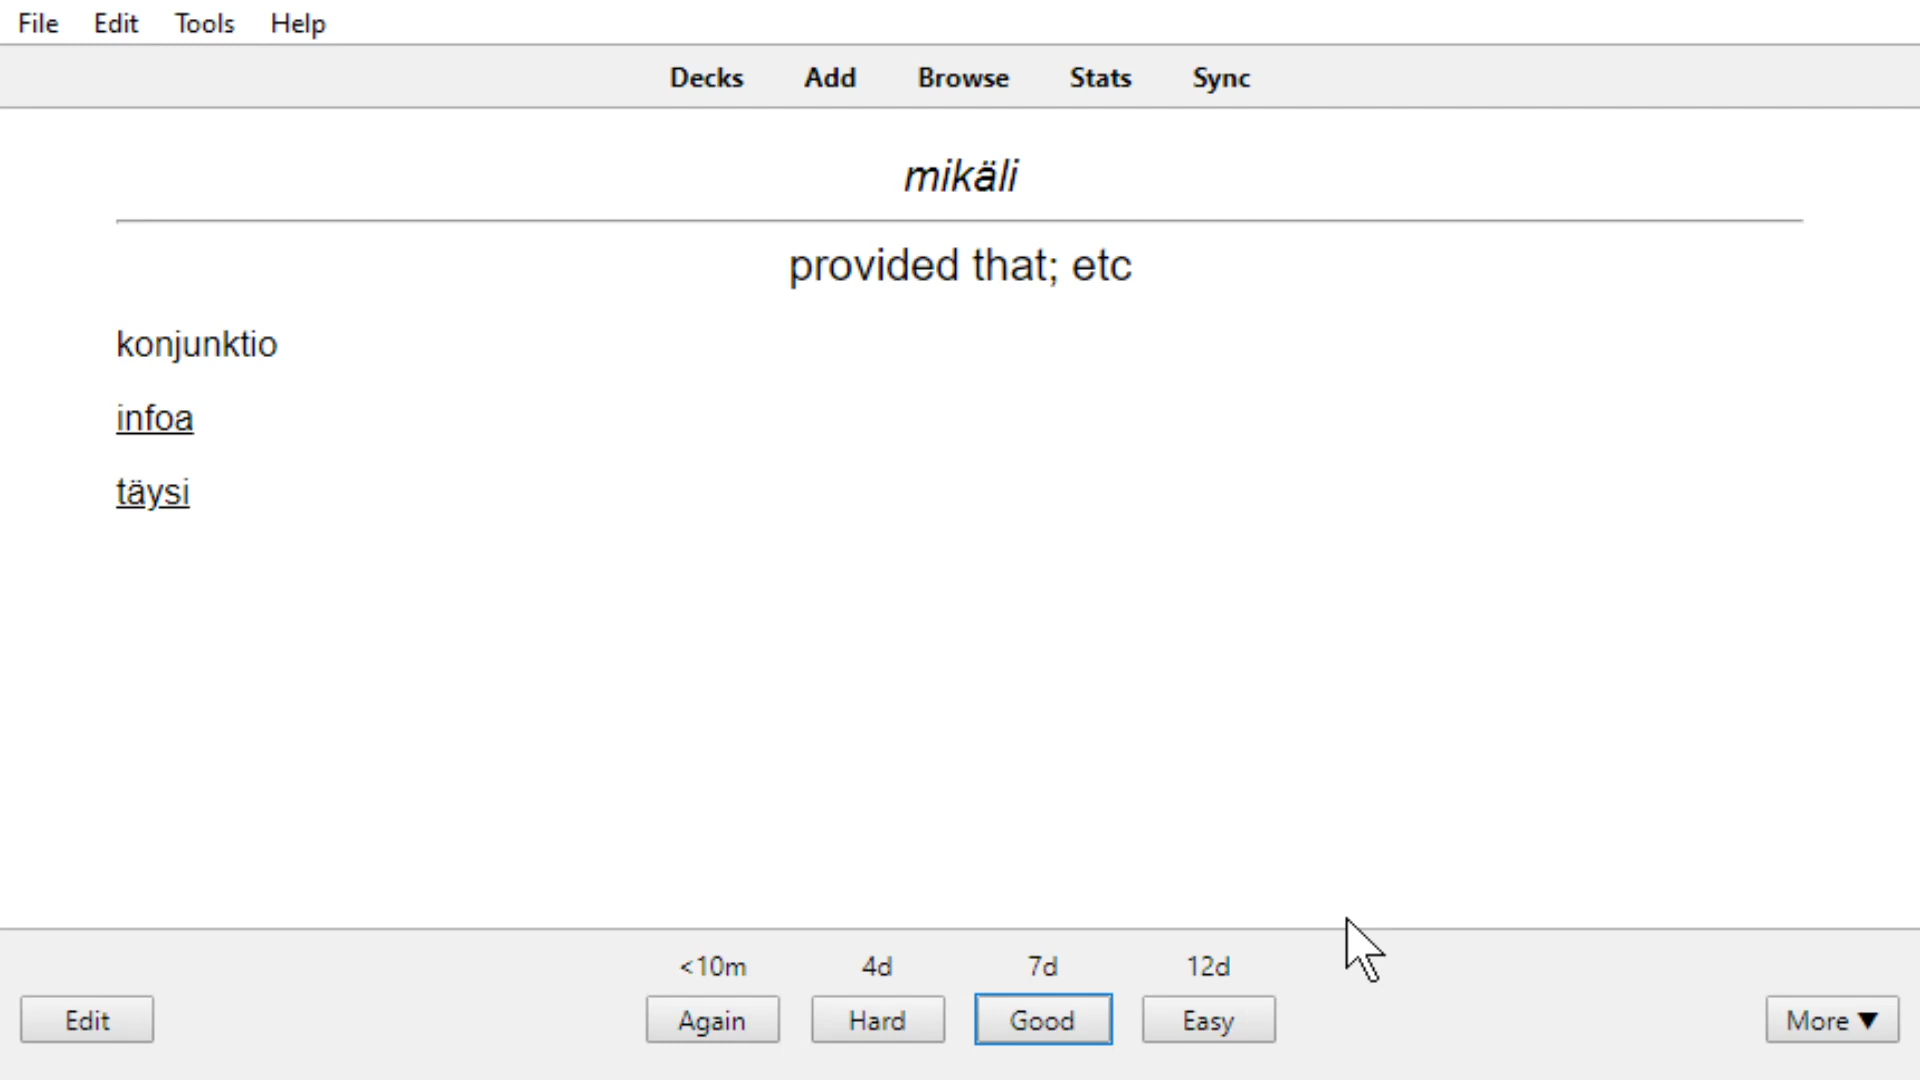 File Edit Tools Help
Decks Add Browse Stats Sync
mikäli
provided that; etc
konjunktio
infoa
täysi
<10m 4d 7d 12d
Edit Again Hard Good Easy More ▼